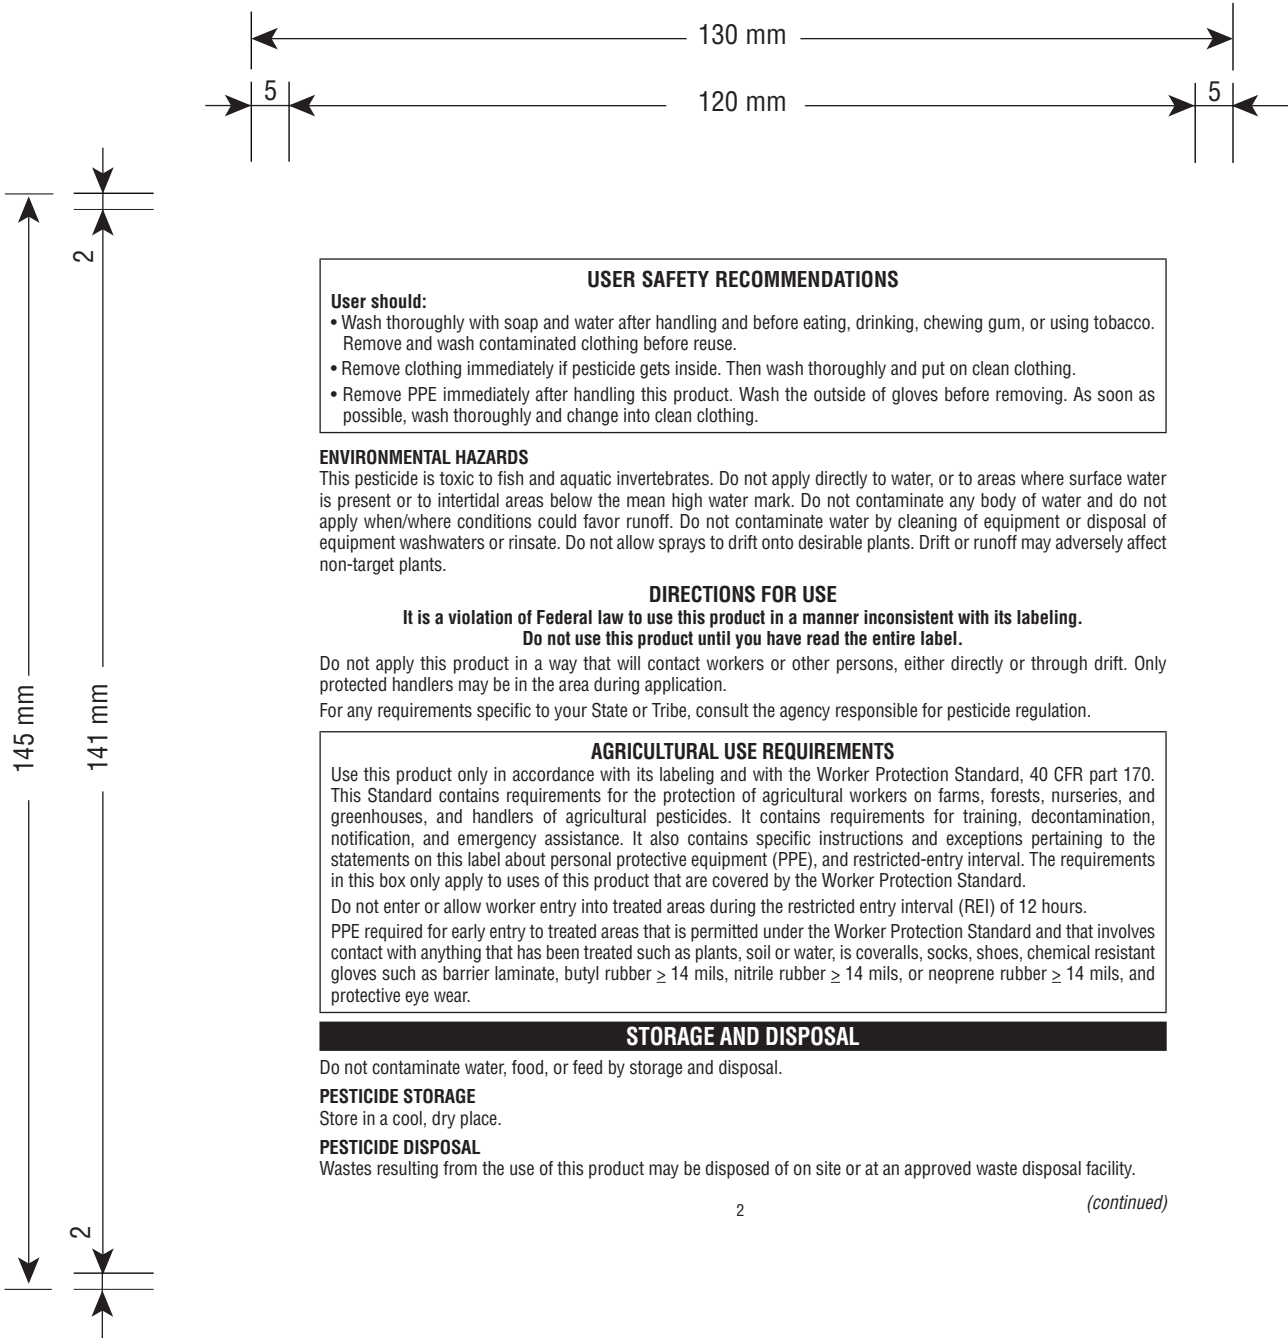 130 mm
5
120 mm
5
2
145 mm
141 mm
2
USER SAFETY RECOMMENDATIONS
User should:
• Wash thoroughly with soap and water after handling and before eating, drinking, chewing gum, or using tobacco.
Remove and wash contaminated clothing before reuse.
• Remove clothing immediately if pesticide gets inside. Then wash thoroughly and put on clean clothing.
• Remove PPE immediately after handling this product. Wash the outside of gloves before removing. As soon as
possible, wash thoroughly and change into clean clothing.
ENVIRONMENTAL HAZARDS
This pesticide is toxic to fish and aquatic invertebrates. Do not apply directly to water, or to areas where surface water
is present or to intertidal areas below the mean high water mark. Do not contaminate any body of water and do not
apply when/where conditions could favor runoff. Do not contaminate water by cleaning of equipment or disposal of
equipment washwaters or rinsate. Do not allow sprays to drift onto desirable plants. Drift or runoff may adversely affect
non-target plants.
DIRECTIONS FOR USE
It is a violation of Federal law to use this product in a manner inconsistent with its labeling.
Do not use this product until you have read the entire label.
Do not apply this product in a way that will contact workers or other persons, either directly or through drift. Only
protected handlers may be in the area during application.
For any requirements specific to your State or Tribe, consult the agency responsible for pesticide regulation.
AGRICULTURAL USE REQUIREMENTS
Use this product only in accordance with its labeling and with the Worker Protection Standard, 40 CFR part 170.
This Standard contains requirements for the protection of agricultural workers on farms, forests, nurseries, and
greenhouses, and handlers of agricultural pesticides. It contains requirements for training, decontamination,
notification, and emergency assistance. It also contains specific instructions and exceptions pertaining to the
statements on this label about personal protective equipment (PPE), and restricted-entry interval. The requirements
in this box only apply to uses of this product that are covered by the Worker Protection Standard.
Do not enter or allow worker entry into treated areas during the restricted entry interval (REI) of 12 hours.
PPE required for early entry to treated areas that is permitted under the Worker Protection Standard and that involves
contact with anything that has been treated such as plants, soil or water, is coveralls, socks, shoes, chemical resistant
gloves such as barrier laminate, butyl rubber ≥ 14 mils, nitrile rubber ≥ 14 mils, or neoprene rubber ≥ 14 mils, and
protective eye wear.
STORAGE AND DISPOSAL
Do not contaminate water, food, or feed by storage and disposal.
PESTICIDE STORAGE
Store in a cool, dry place.
PESTICIDE DISPOSAL
Wastes resulting from the use of this product may be disposed of on site or at an approved waste disposal facility.
(continued)
2